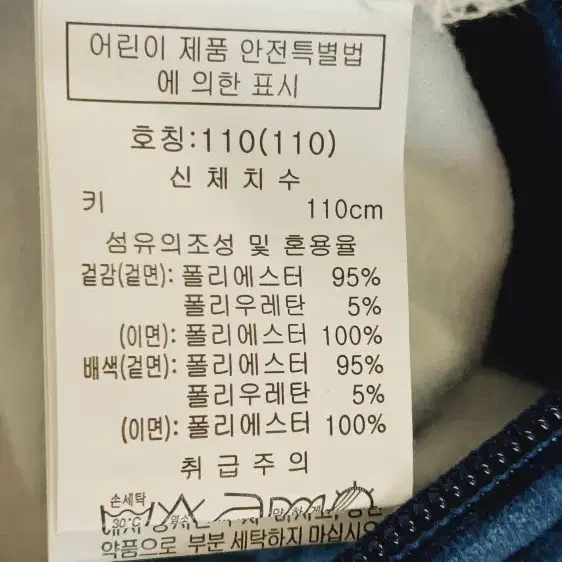 어린이 제품 안전특별법
에 의한 표시
호칭:110(110)
신 체 치 수
키 110cm
섬유의조성 및 혼용율
겉감(겉면): 폴리에스터 95%
폴리우레탄 5%
(이면): 폴리에스터 100%
배색(겉면): 폴리에스터 95%
폴리우레탄 5%
(이면): 폴리에스터 100%
취 급 주 의
손세탁
30℃ 염소
약품으로 부분 세탁하지 마십시오